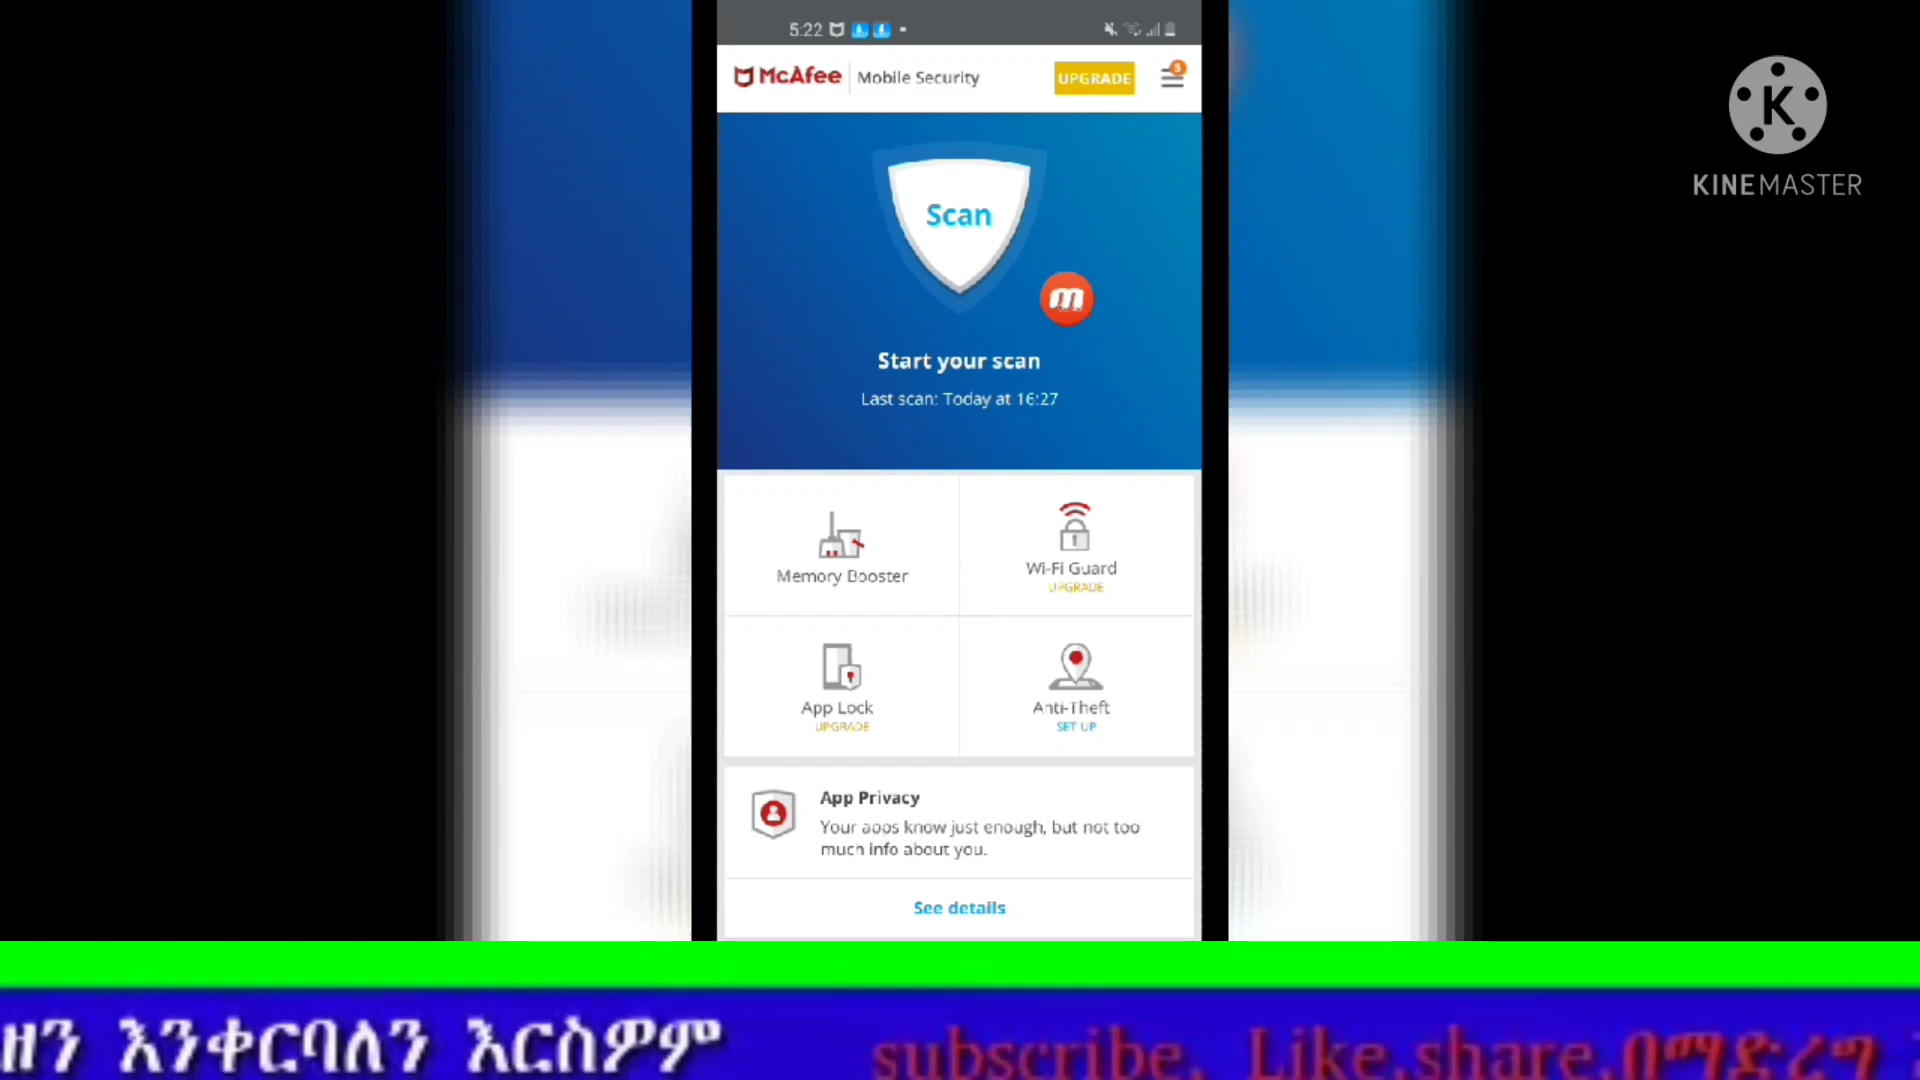 5:22
McAfee Mobile Security UPGRADE 5
Scan
Start your scan
Last scan: Today at 16:27
Memory Booster
Wi-Fi Guard
UPGRADE
App Lock
UPGRADE
Anti-Theft
SET UP
App Privacy
Your apps know just enough, but not too
much info about you.
See details
K
KINEMASTER
ዘን እንቀርባለን እርስዎም subscribe. Like.share.በማድረግ